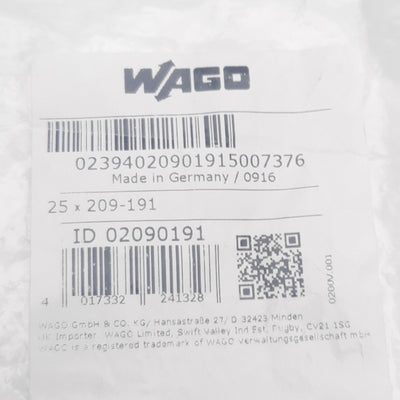 WAGO
02394020901915007376
Made in Germany / 0916
25 x 209-191
ID 02090191
0200V.001
4 017332 241328
WAGO GmbH & CO. KG/ Hansastraße 27/ D 32423 Minden
UK Importer WAGO Limited, Swift Valley Ind Est, Rugby, CV21 1SG
WAGO is a registered trademark of WAGO Verwaltungsgesellschaft mbH